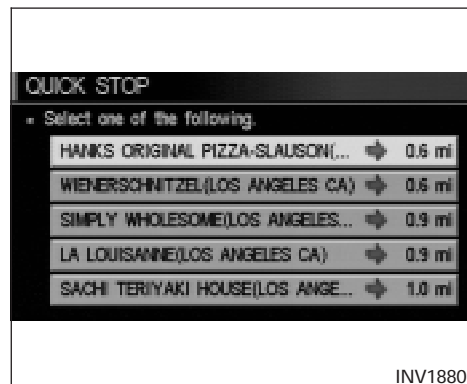 QUICK STOP
Select one of the following.
HANKS ORIGINAL PIZZA-SLAUSON(... 0.6 mi
WIENERSCHNITZEL(LOS ANGELES CA) 0.6 mi
SIMPLY WHOLESOME(LOS ANGELES... 0.9 mi
LA LOUISANNE(LOS ANGELES CA) 0.9 mi
SACHI TERIYAKI HOUSE(LOS ANGE... 1.0 mi
INV1880